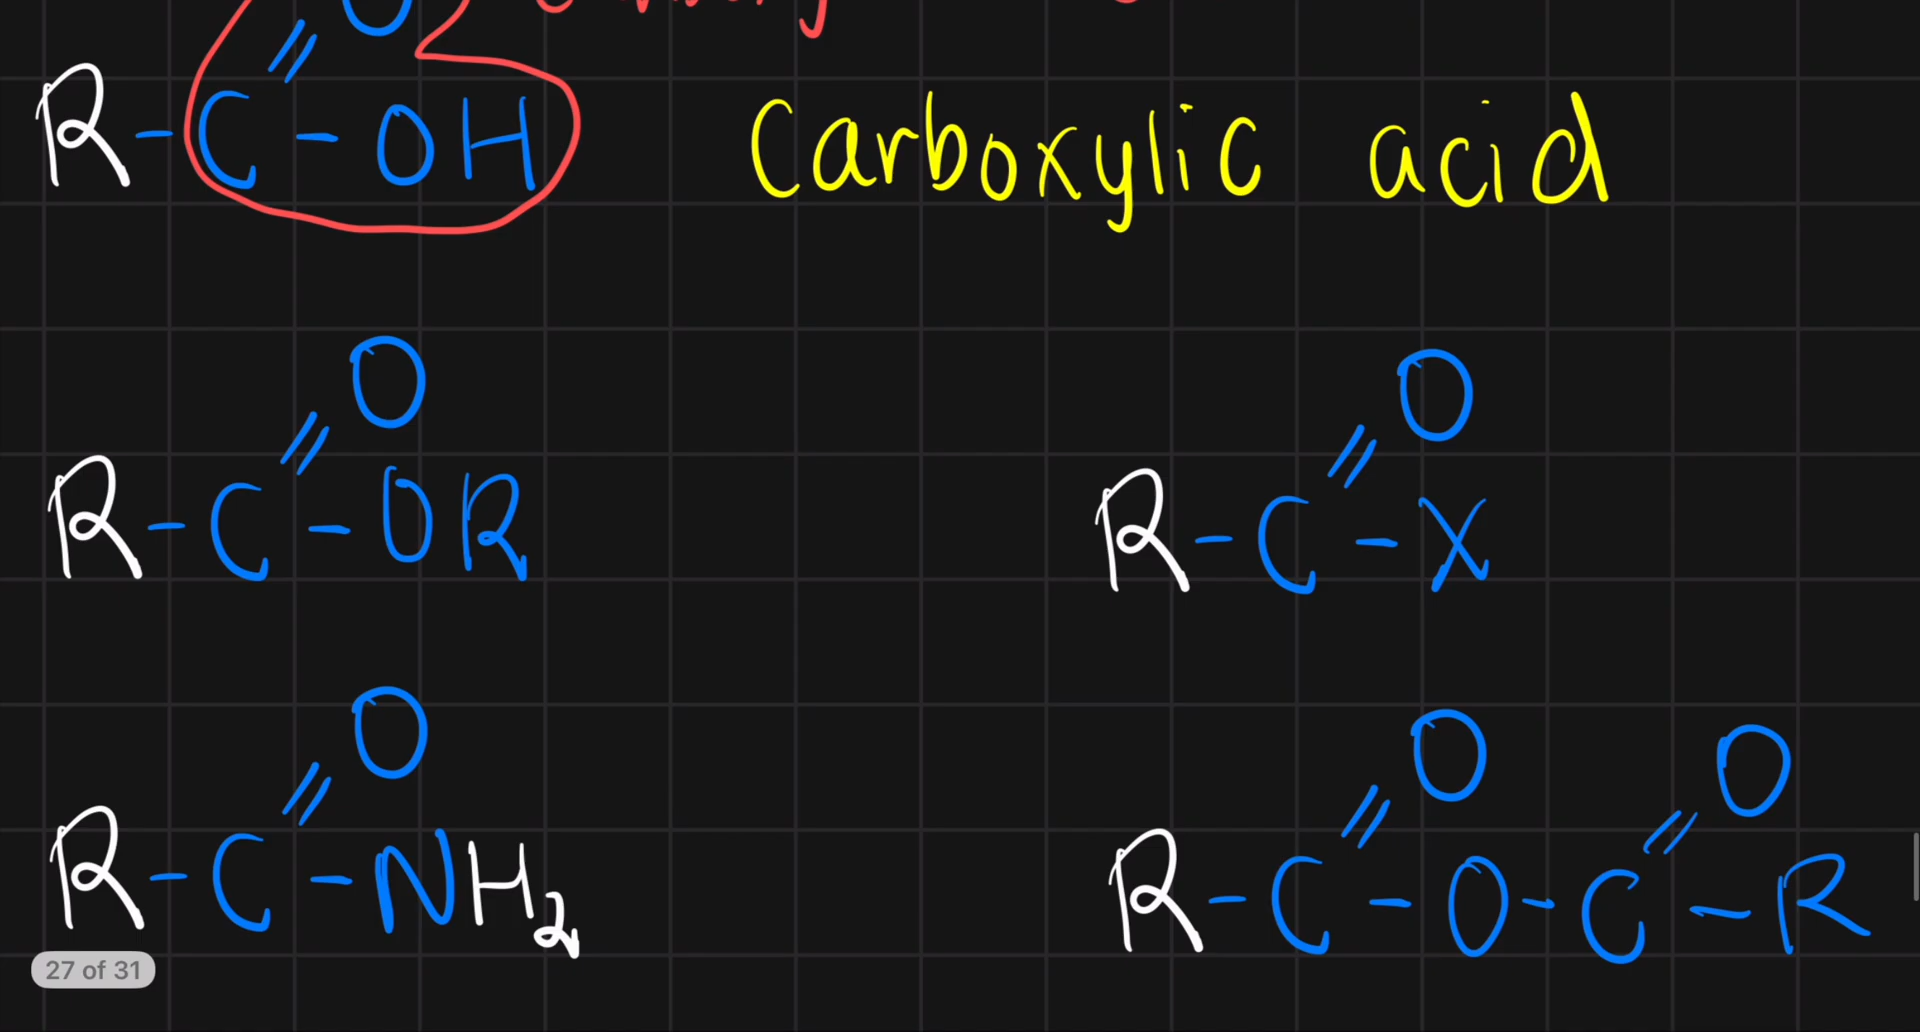 O
R-C-OH Carboxylic acid
O
R-C-OR
O
R-C-X
O
R-C-NH₂
O O
R-C-O-C-R
27 of 31